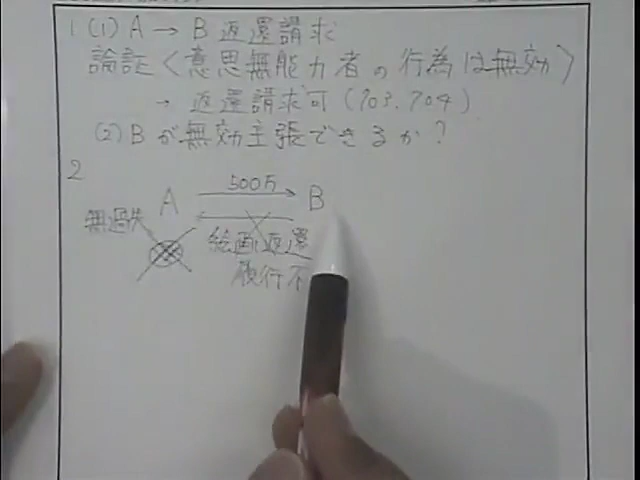 1 (1) A → B 返還請求
論証〈意思無能力者の行為は無効〉
→ 返還請求可 (703.704)
(2) B が無効主張できるか?
2
500万
A B
無過失
絵画返還
履行不